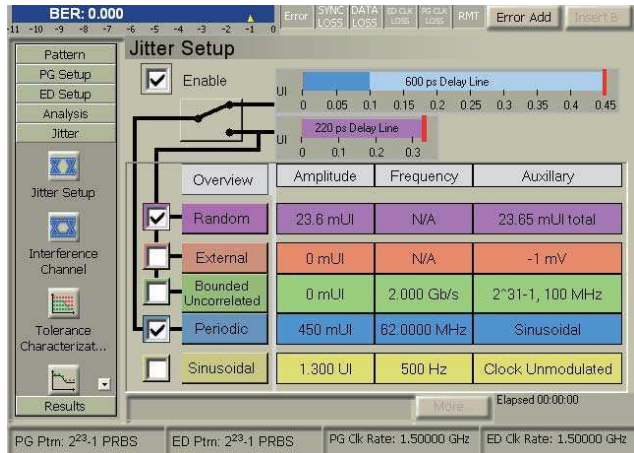 BER: 0.000
-11 -10 -9 -8 -7 -6 -5 -4 -3 -2 -1 0
Error SYNC LOSS DATA LOSS ED CLK LOSS PG CLK LOSS RMT Error Add Insert B
Jitter Setup
Pattern
PG Setup
ED Setup
Analysis
Jitter
Jitter Setup
Interference Channel
Tolerance Characterizat...
Results
Enable
600 ps Delay Line
UI 0 0.05 0.1 0.15 0.2 0.25 0.3 0.35 0.4 0.45
220 ps Delay Line
UI 0 0.1 0.2 0.3
Overview Amplitude Frequency Auxillary
Random 23.6 mUI N/A 23.65 mUI total
External 0 mUI N/A -1 mV
Bounded Uncorrelated 0 mUI 2.000 Gb/s 2^31-1, 100 MHz
Periodic 450 mUI 62.0000 MHz Sinusoidal
Sinusoidal 1.300 UI 500 Hz Clock Unmodulated
More... Elapsed 00:00:00
PG Ptrn: 2²³-1 PRBS ED Ptrn: 2²³-1 PRBS PG Clk Rate: 1.50000 GHz ED Clk Rate: 1.50000 GHz